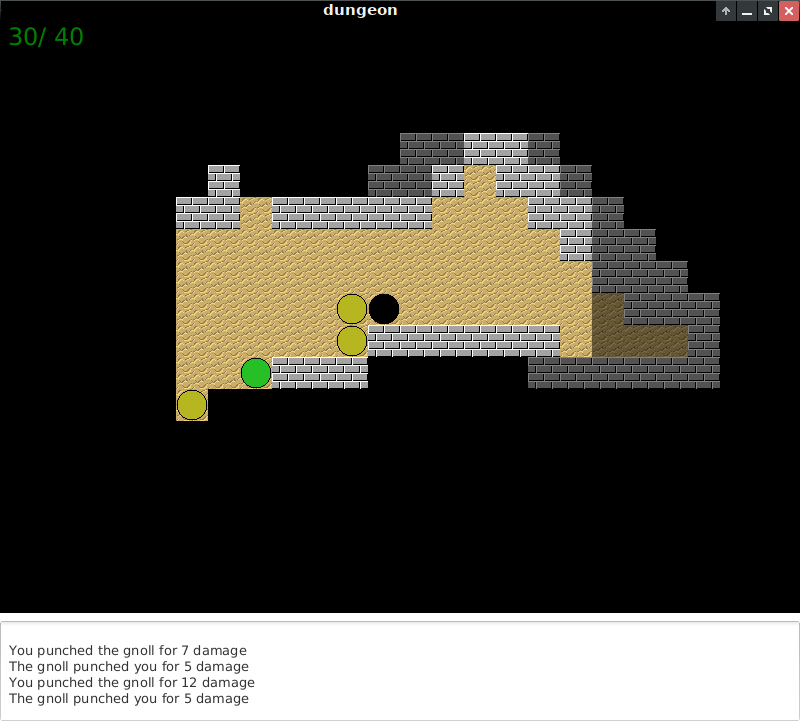 dungeon
30/ 40
You punched the gnoll for 7 damage
The gnoll punched you for 5 damage
You punched the gnoll for 12 damage
The gnoll punched you for 5 damage